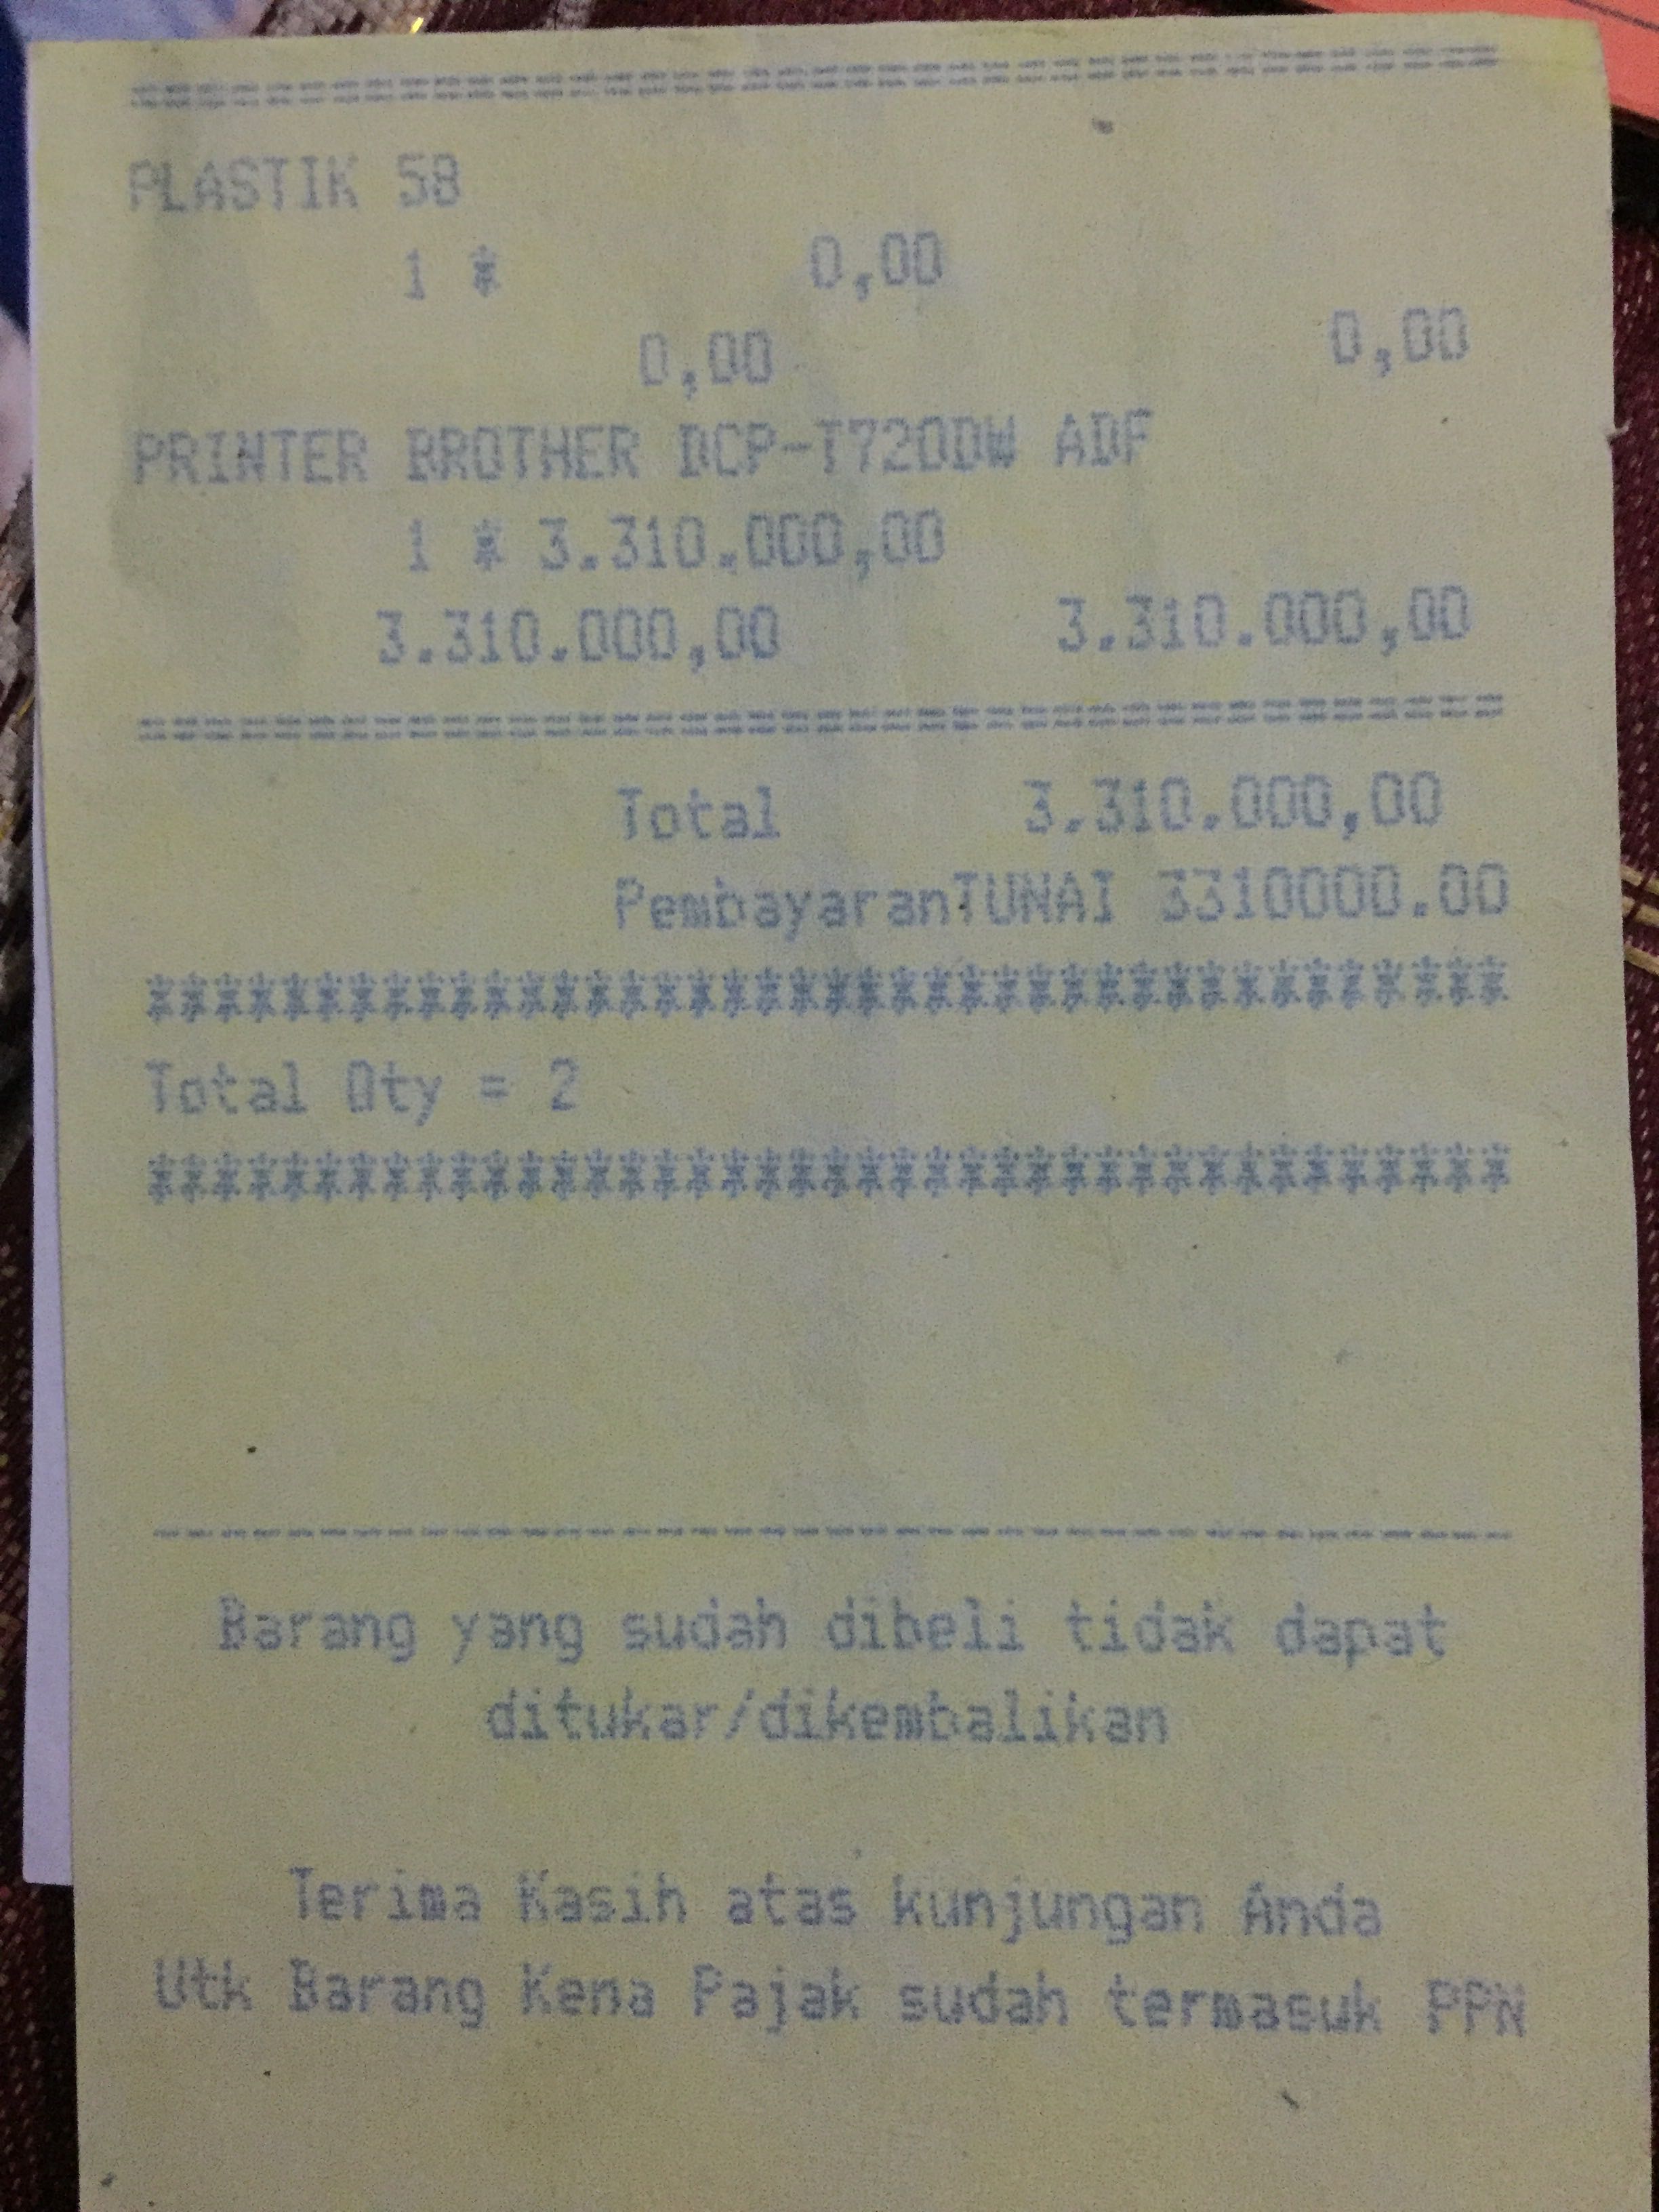 ========================================
PLASTIK 58
1 * 0,00
0,00 0,00
PRINTER BROTHER DCP-T720DW ADF
1 * 3.310.000,00
3.310.000,00 3.310.000,00
========================================
Total 3.310.000,00
PembayaranTUNAI 3310000.00
****************************************
Total Qty = 2
****************************************
----------------------------------------
Barang yang sudah dibeli tidak dapat
ditukar/dikembalikan
Terima Kasih atas kunjungan Anda
Utk Barang Kena Pajak sudah termasuk PPN